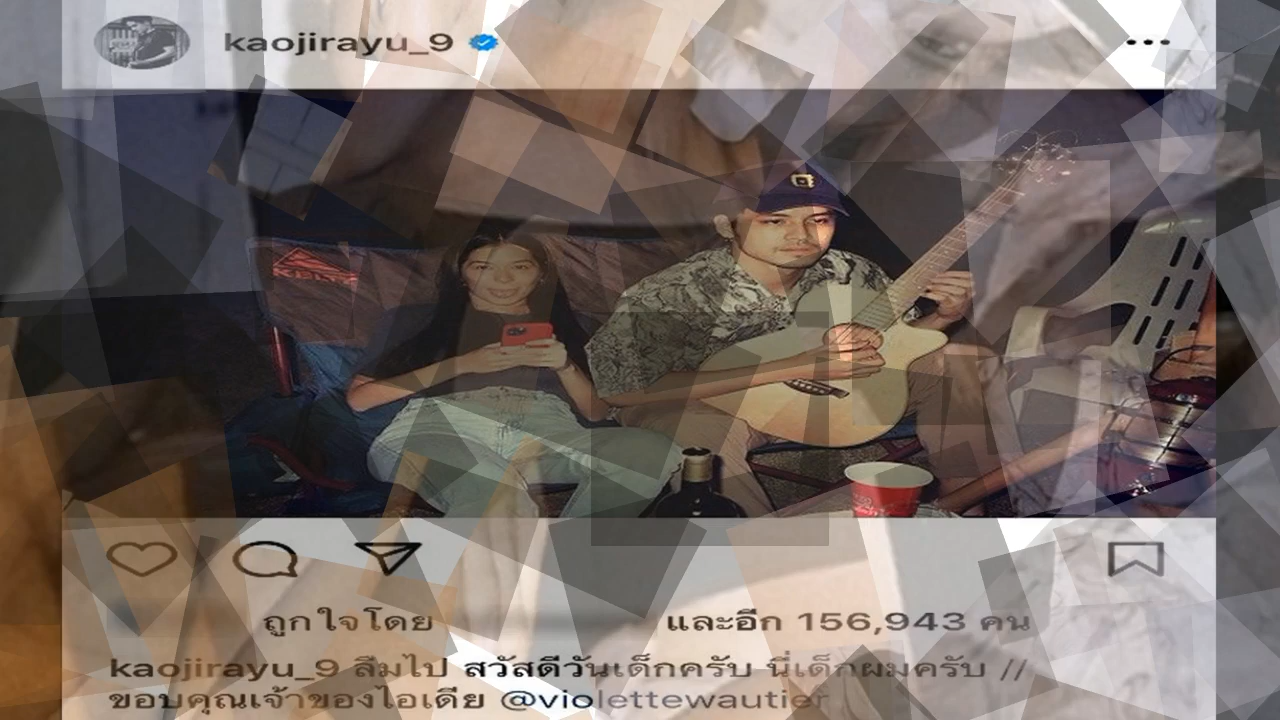 kaojirayu_9
KELTY
ถูกใจโดย และอีก 156,943 คน
kaojirayu_9 ลืมไป สวัสดีวันเด็กครับ นี่เด็กผมครับ //
ขอบคุณเจ้าของไอเดีย @violettewautier